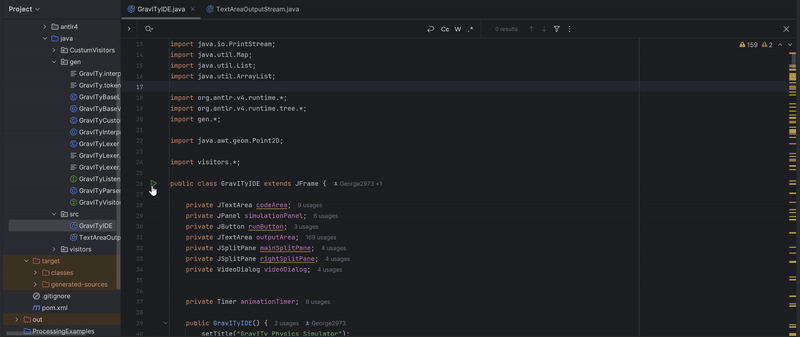 Project
GravITyIDE.java
TextAreaOutputStream.java
antlr4
java
CustumVisitors
gen
GravITy.interp
GravITy.token
GravITyBaseL
GravITyBaseV
GravITyCusto
GravITyInterp
GravITyLexer
GravITyLexer.
GravITyLexer.
GravITyListen
GravITyParser
GravITyVisito
src
GravITyIDE
TextAreaOutp
visitors
target
classes
generated-sources
.gitignore
pom.xml
out
ProcessingExamples
Cc W .* 0 results
159 2
13 import java.io.PrintStream;
14 import java.util.Map;
15 import java.util.List;
16 import java.util.ArrayList;
17
18 import org.antlr.v4.runtime.*;
19 import org.antlr.v4.runtime.tree.*;
20 import gen.*;
21
22 import java.awt.geom.Point2D;
23
24 import visitors.*;
25
26 public class GravITyIDE extends JFrame { George2973 +1
27
28 private JTextArea codeArea; 9 usages
29 private JPanel simulationPanel; 6 usages
30 private JButton runButton; 3 usages
31 private JTextArea outputArea; 169 usages
32 private JSplitPane mainSplitPane; 4 usages
33 private JSplitPane rightSplitPane; 4 usages
34 private VideoDialog videoDialog; 4 usages
37 private Timer animationTimer; 8 usages
39 public GravITyIDE() { 2 usages George2973
40 setTitle("GravITy Physics Simulator");